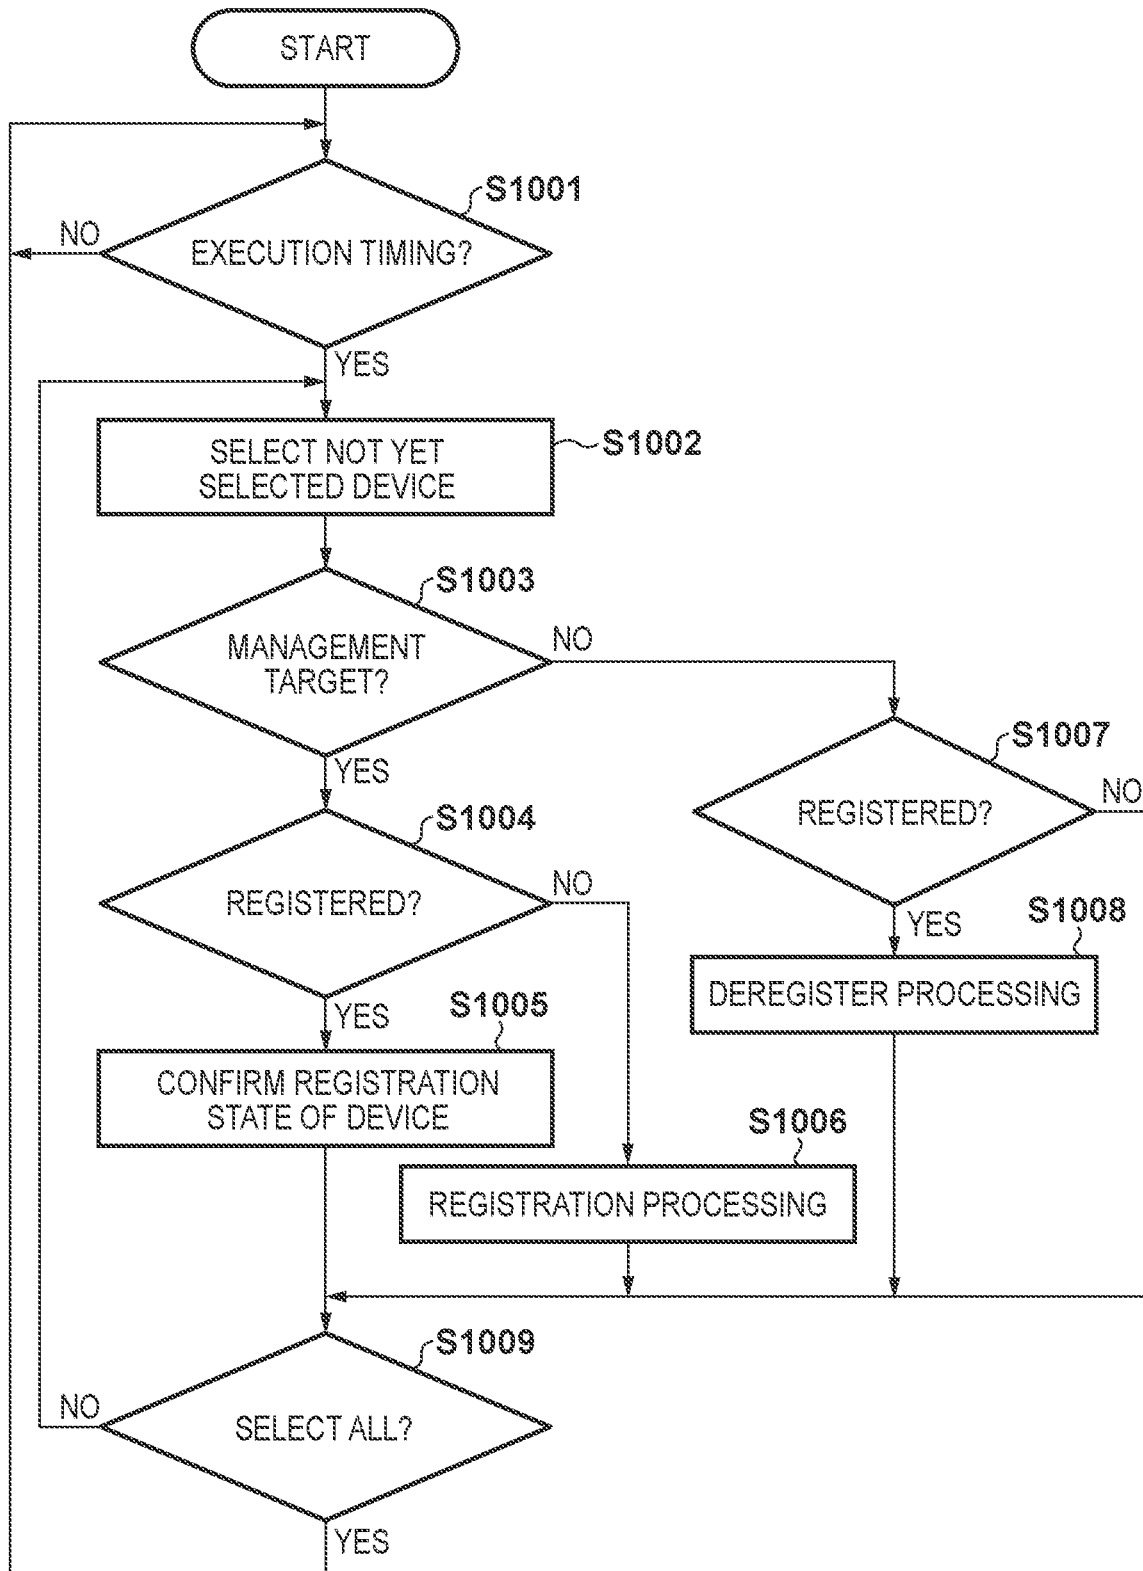 START
S1001
NO
EXECUTION TIMING?
YES
SELECT NOT YET
SELECTED DEVICE
S1002
S1003
MANAGEMENT
TARGET?
NO
YES
S1007
REGISTERED?
NO
YES
S1004
REGISTERED?
NO
YES
S1008
DEREGISTER PROCESSING
S1005
CONFIRM REGISTRATION
STATE OF DEVICE
S1006
REGISTRATION PROCESSING
S1009
NO
SELECT ALL?
YES